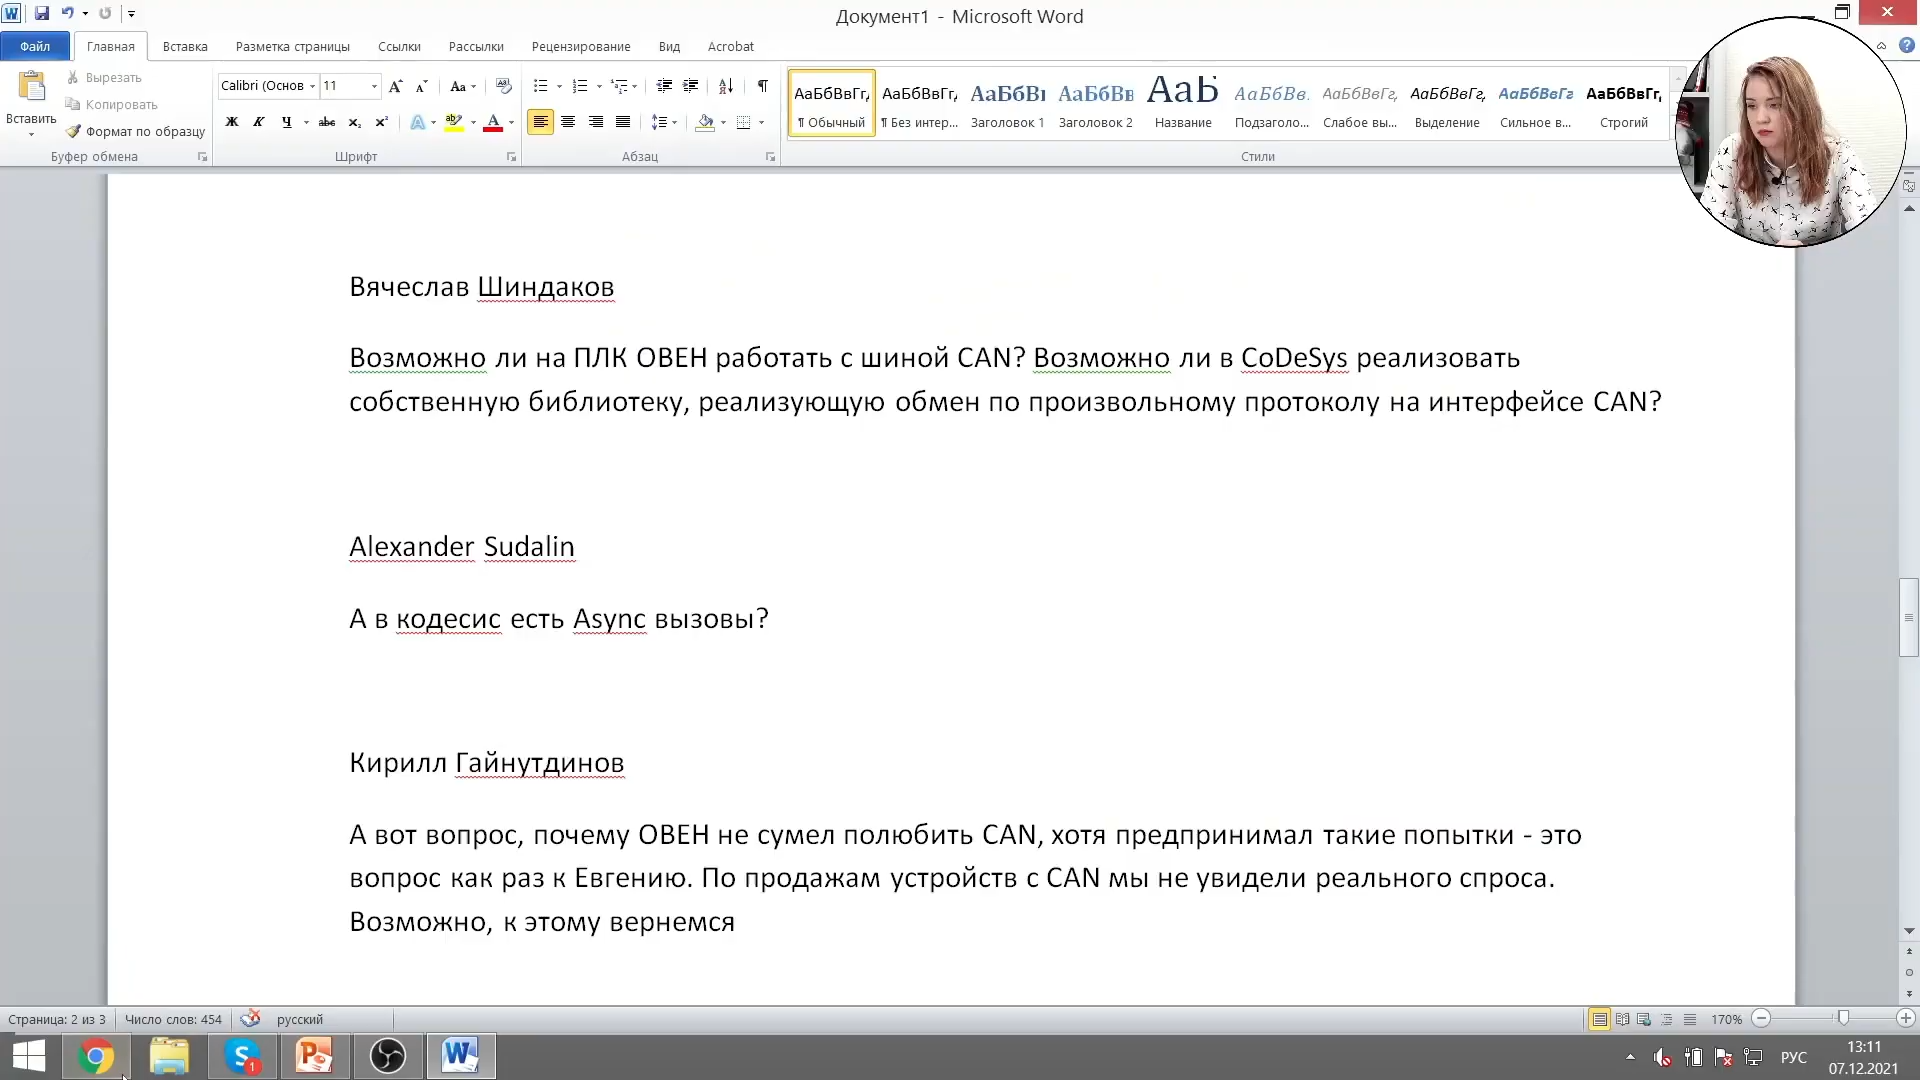 Документ1 - Microsoft Word
Файл Главная Вставка Разметка страницы Ссылки Рассылки Рецензирование Вид Acrobat
Вставить
Вырезать
Копировать
Формат по образцу
Буфер обмена
Calibri (Основ 11
Ж К Ч abc x₂ x²
Шрифт
Абзац
АаБбВвГг, АаБбВвГг, АаБбВı АаБбВв АаБ АаБбВв. АаБбВвГг, АаБбВвГг, АаБбВвГг АаБбВвГг,
¶ Обычный ¶ Без интер... Заголовок 1 Заголовок 2 Название Подзаголо... Слабое вы... Выделение Сильное в... Строгий
Стили
Вячеслав Шиндаков
Возможно ли на ПЛК ОВЕН работать с шиной CAN? Возможно ли в CoDeSys реализовать
собственную библиотеку, реализующую обмен по произвольному протоколу на интерфейсе CAN?
Alexander Sudalin
А в кодесис есть Async вызовы?
Кирилл Гайнутдинов
А вот вопрос, почему ОВЕН не сумел полюбить CAN, хотя предпринимал такие попытки - это
вопрос как раз к Евгению. По продажам устройств с CAN мы не увидели реального спроса.
Возможно, к этому вернемся
Страница: 2 из 3 Число слов: 454 русский 170%
РУС
13:11
07.12.2021